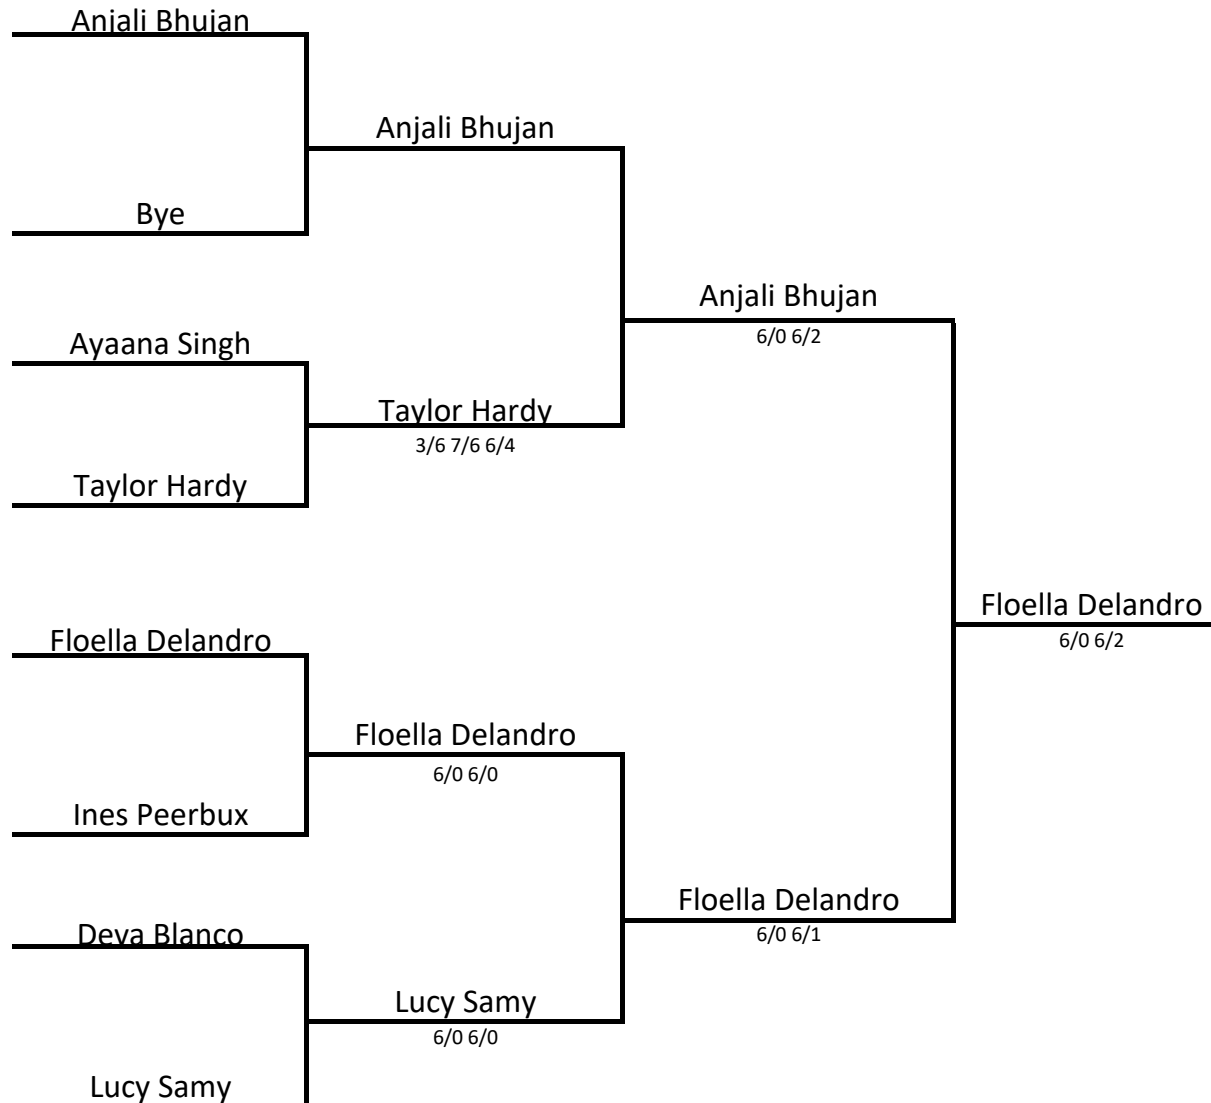 Anjali Bhujan
Anjali Bhujan
Bye
Anjali Bhujan
6/0 6/2
Ayaana Singh
Taylor Hardy
3/6 7/6 6/4
Taylor Hardy
Floella Delandro
6/0 6/2
Floella Delandro
Floella Delandro
6/0 6/0
Ines Peerbux
Floella Delandro
6/0 6/1
Deva Blanco
Lucy Samy
6/0 6/0
Lucy Samy